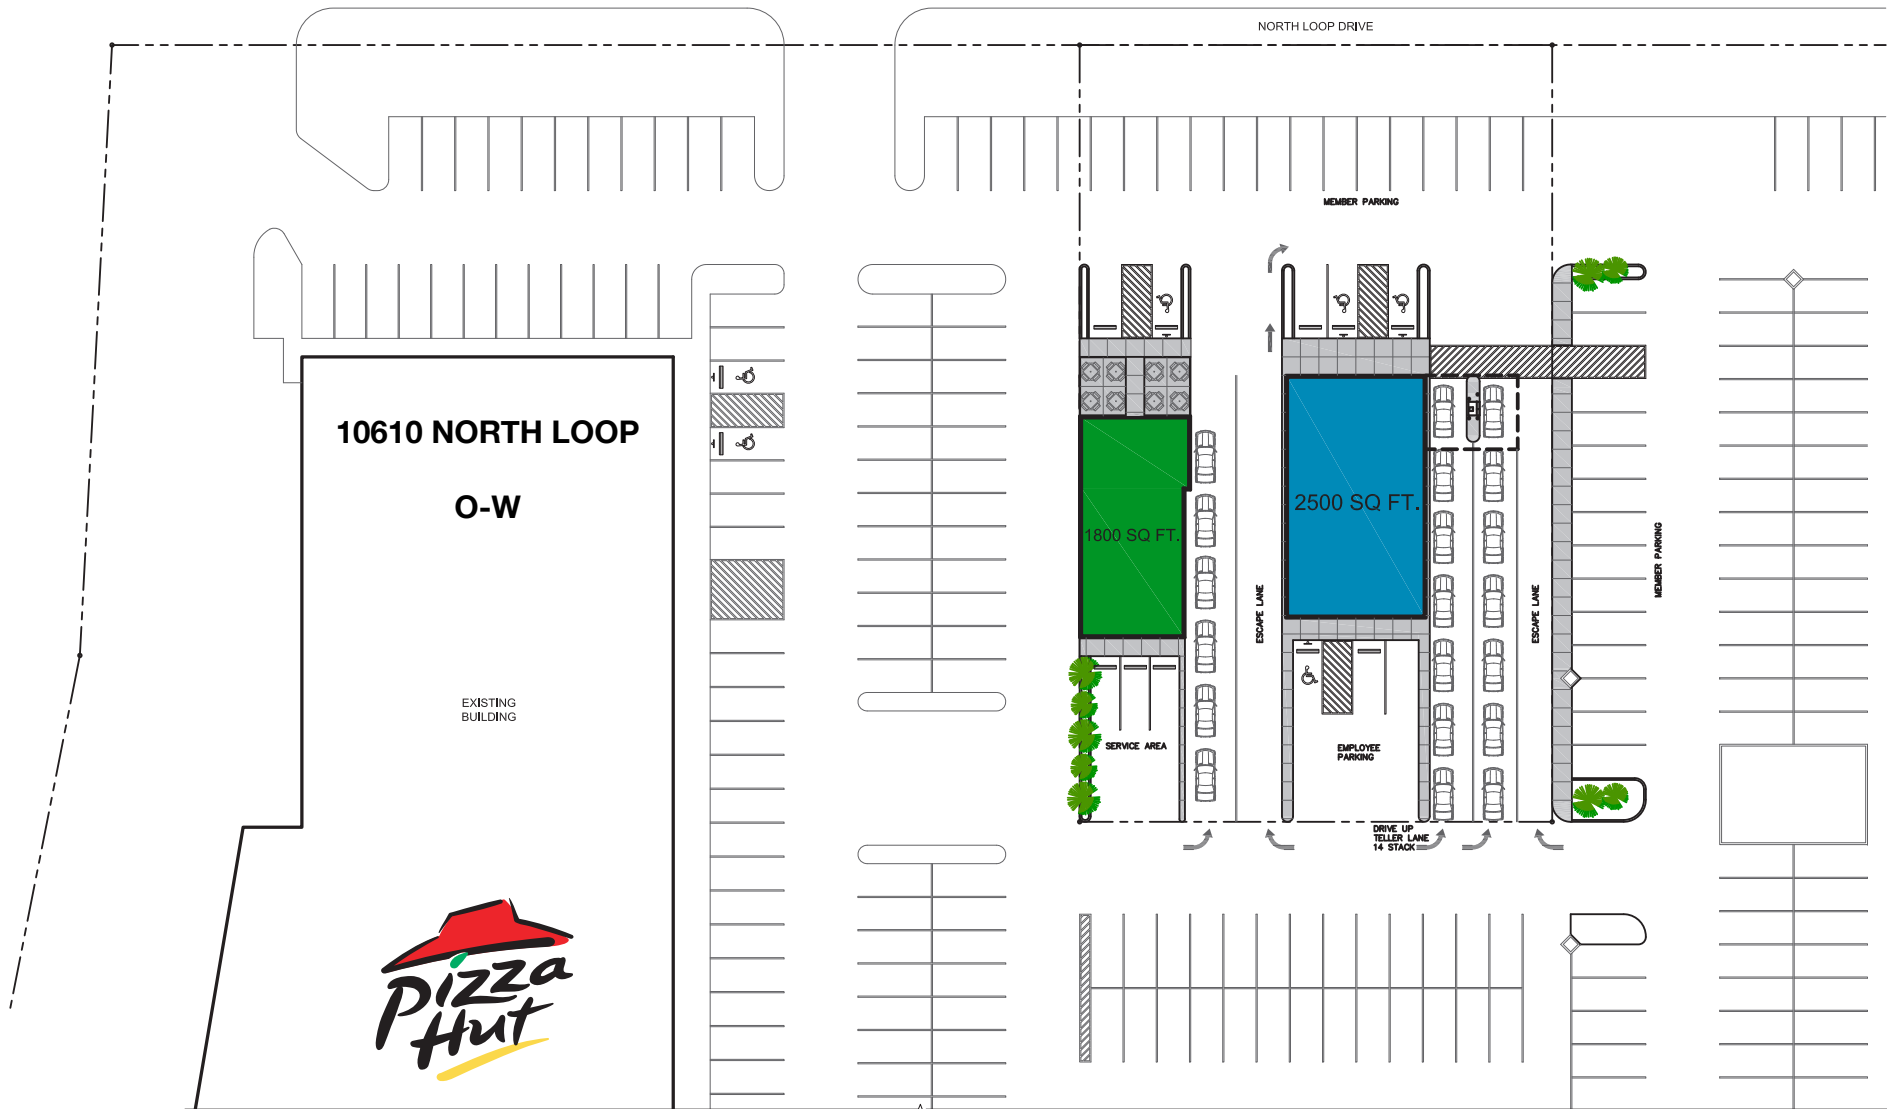 NORTH LOOP DRIVE
MEMBER PARKING
10610 NORTH LOOP
O-W
2500 SQ FT.
1800 SQ FT.
MEMBER PARKING
ESCAPE LANE
ESCAPE LANE
EXISTING
BUILDING
SERVICE AREA
EMPLOYEE
PARKING
DRIVE UP
TELLER LANE
14 STACK
Pizza
Hut